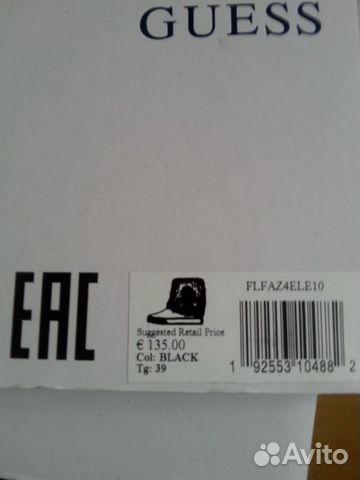 GUESS
EAC
FLFAZ4ELE10
Suggested Retail Price
€ 135.00
Col: BLACK
Tg: 39
1 92553 10488 2
Avito